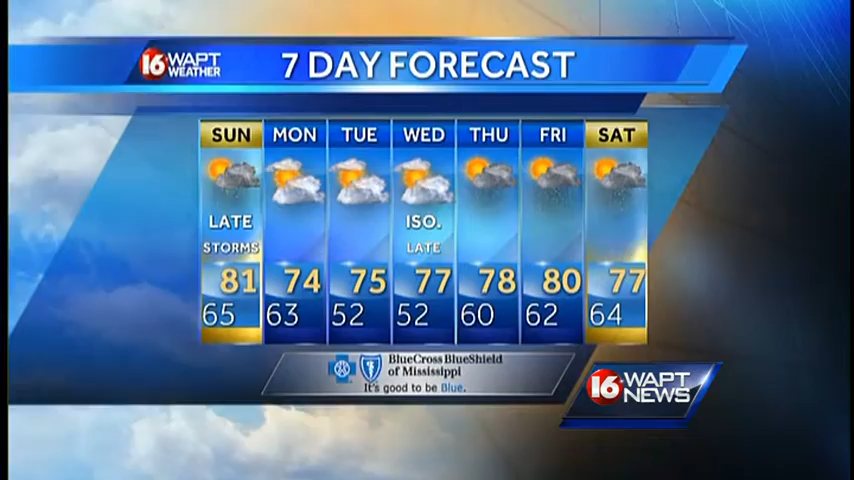 16 WAPT
WEATHER
7 DAY FORECAST
SUN MON TUE WED THU FRI SAT
LATE ISO.
STORMS LATE
81 74 75 77 78 80 77
65 63 52 52 60 62 64
BlueCross BlueShield
of Mississippi
It's good to be Blue.
16 WAPT
NEWS